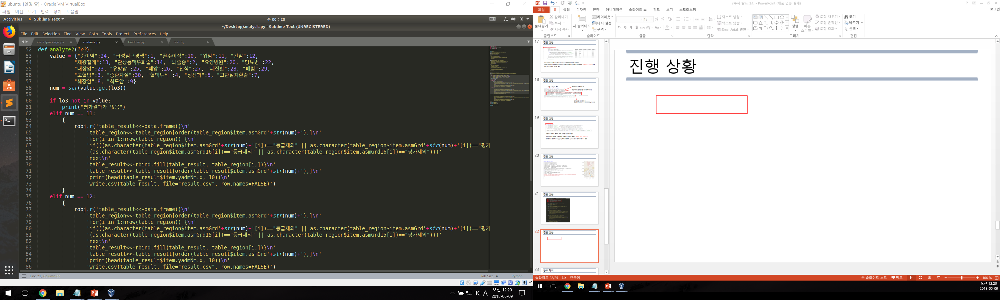 ubuntu [실행 중] - Oracle VM VirtualBox
파일 머신 보기 입력 장치 도움말
Activities Sublime Text 수 00 : 20
~/Desktop/analysis.py - Sublime Text (UNREGISTERED)
File Edit Selection Find View Goto Tools Project Preferences Help
installpackage.py analysis.py loadcsv.py test.py
52 def analyze2(lo3):
53 value = {"중이염":24, "급성심근경색":1, "골수이식":10, "위암":11, "간암":12,
54 "제왕절개":13, "관상동맥우회술":14, "뇌졸중":2, "요양병원":20, "당뇨병":22,
55 "대장암":23, "유방암":25, "폐암":26, "천식":27, "폐질환":28, "폐렴":29,
56 "고혈압":3, "중환자실":30, "혈액투석":4, "정신과":5, "고관절치환술":7,
57 "췌장암":8, "식도암":9}
58 num = str(value.get(lo3))
59
60 if lo3 not in value:
61 print("평가결과가 없음")
62 elif num == 11:
63 {
64 robj.r('table_result<<-data.frame()\n'
65 'table_region<<-table_region[order(table_region$item.asmGrd'+str(num)+'),]\n'
66 'for(i in 1:nrow(table_region)) {\n'
67 'if(((as.character(table_region$item.asmGrd'+str(num)+'[i])=="등급제외" || as.character(table_region$item.asmGrd'+str(num)+'[i])=="평가
68 '(as.character(table_region$item.asmGrd16[i])=="등급제외" || as.character(table_region$item.asmGrd16[i])=="평가제외")))'
69 'next\n'
70 'table_result<<-rbind.fill(table_result, table_region[i,])}\n'
71 'table_result<<-table_result[order(table_result$item.asmGrd'+str(num)+'),]\n'
72 'print(head(table_result$item.yadmNm.x, 10))\n'
73 'write.csv(table_result, file="result.csv", row.names=FALSE)')
74 }
75 elif num == 12:
76 {
77 robj.r('table_result<<-data.frame()\n'
78 'table_region<<-table_region[order(table_region$item.asmGrd'+str(num)+'),]\n'
79 'for(i in 1:nrow(table_region)) {\n'
80 'if(((as.character(table_region$item.asmGrd'+str(num)+'[i])=="등급제외" || as.character(table_region$item.asmGrd'+str(num)+'[i])=="평가
81 '(as.character(table_region$item.asmGrd15[i])=="등급제외" || as.character(table_region$item.asmGrd15[i])=="평가제외")))'
82 'next\n'
83 'table_result<<-rbind.fill(table_result, table_region[i,])}\n'
84 'table_result<<-table_result[order(table_result$item.asmGrd'+str(num)+'),]\n'
85 'print(head(table_result$item.yadmNm.x, 10))\n'
86 'write.csv(table_result, file="result.csv", row.names=FALSE)')
Line 21, Column 65 Tab Size: 4 Python
F1
A 오전 12:20
2018-05-09
7주차 발표_3조 - PowerPoint (제품 인증 실패)
파일 홈 삽입 디자인 전환 애니메이션 슬라이드 쇼 검토 보기 스토리보딩 로그인
붙여넣기 잘라내기 복사 서식 복사 클립보드
새 슬라이드 레이아웃 다시 설정 구역 슬라이드
18 글꼴
텍스트 방향 텍스트 맞춤 SmartArt로 변환 단락
정렬 빠른 스타일 도형 채우기 도형 윤곽선 도형 효과 그리기
찾기 바꾸기 선택 편집
17 진행 상황
18 진행 상황
19 진행 상황
20 진행 상황
21 진행 상황
22 진행 상황
23 향후 계획
진행 상황
슬라이드 22/25 한국어 슬라이드 노트 메모 106 %
오전 12:20
2018-05-09